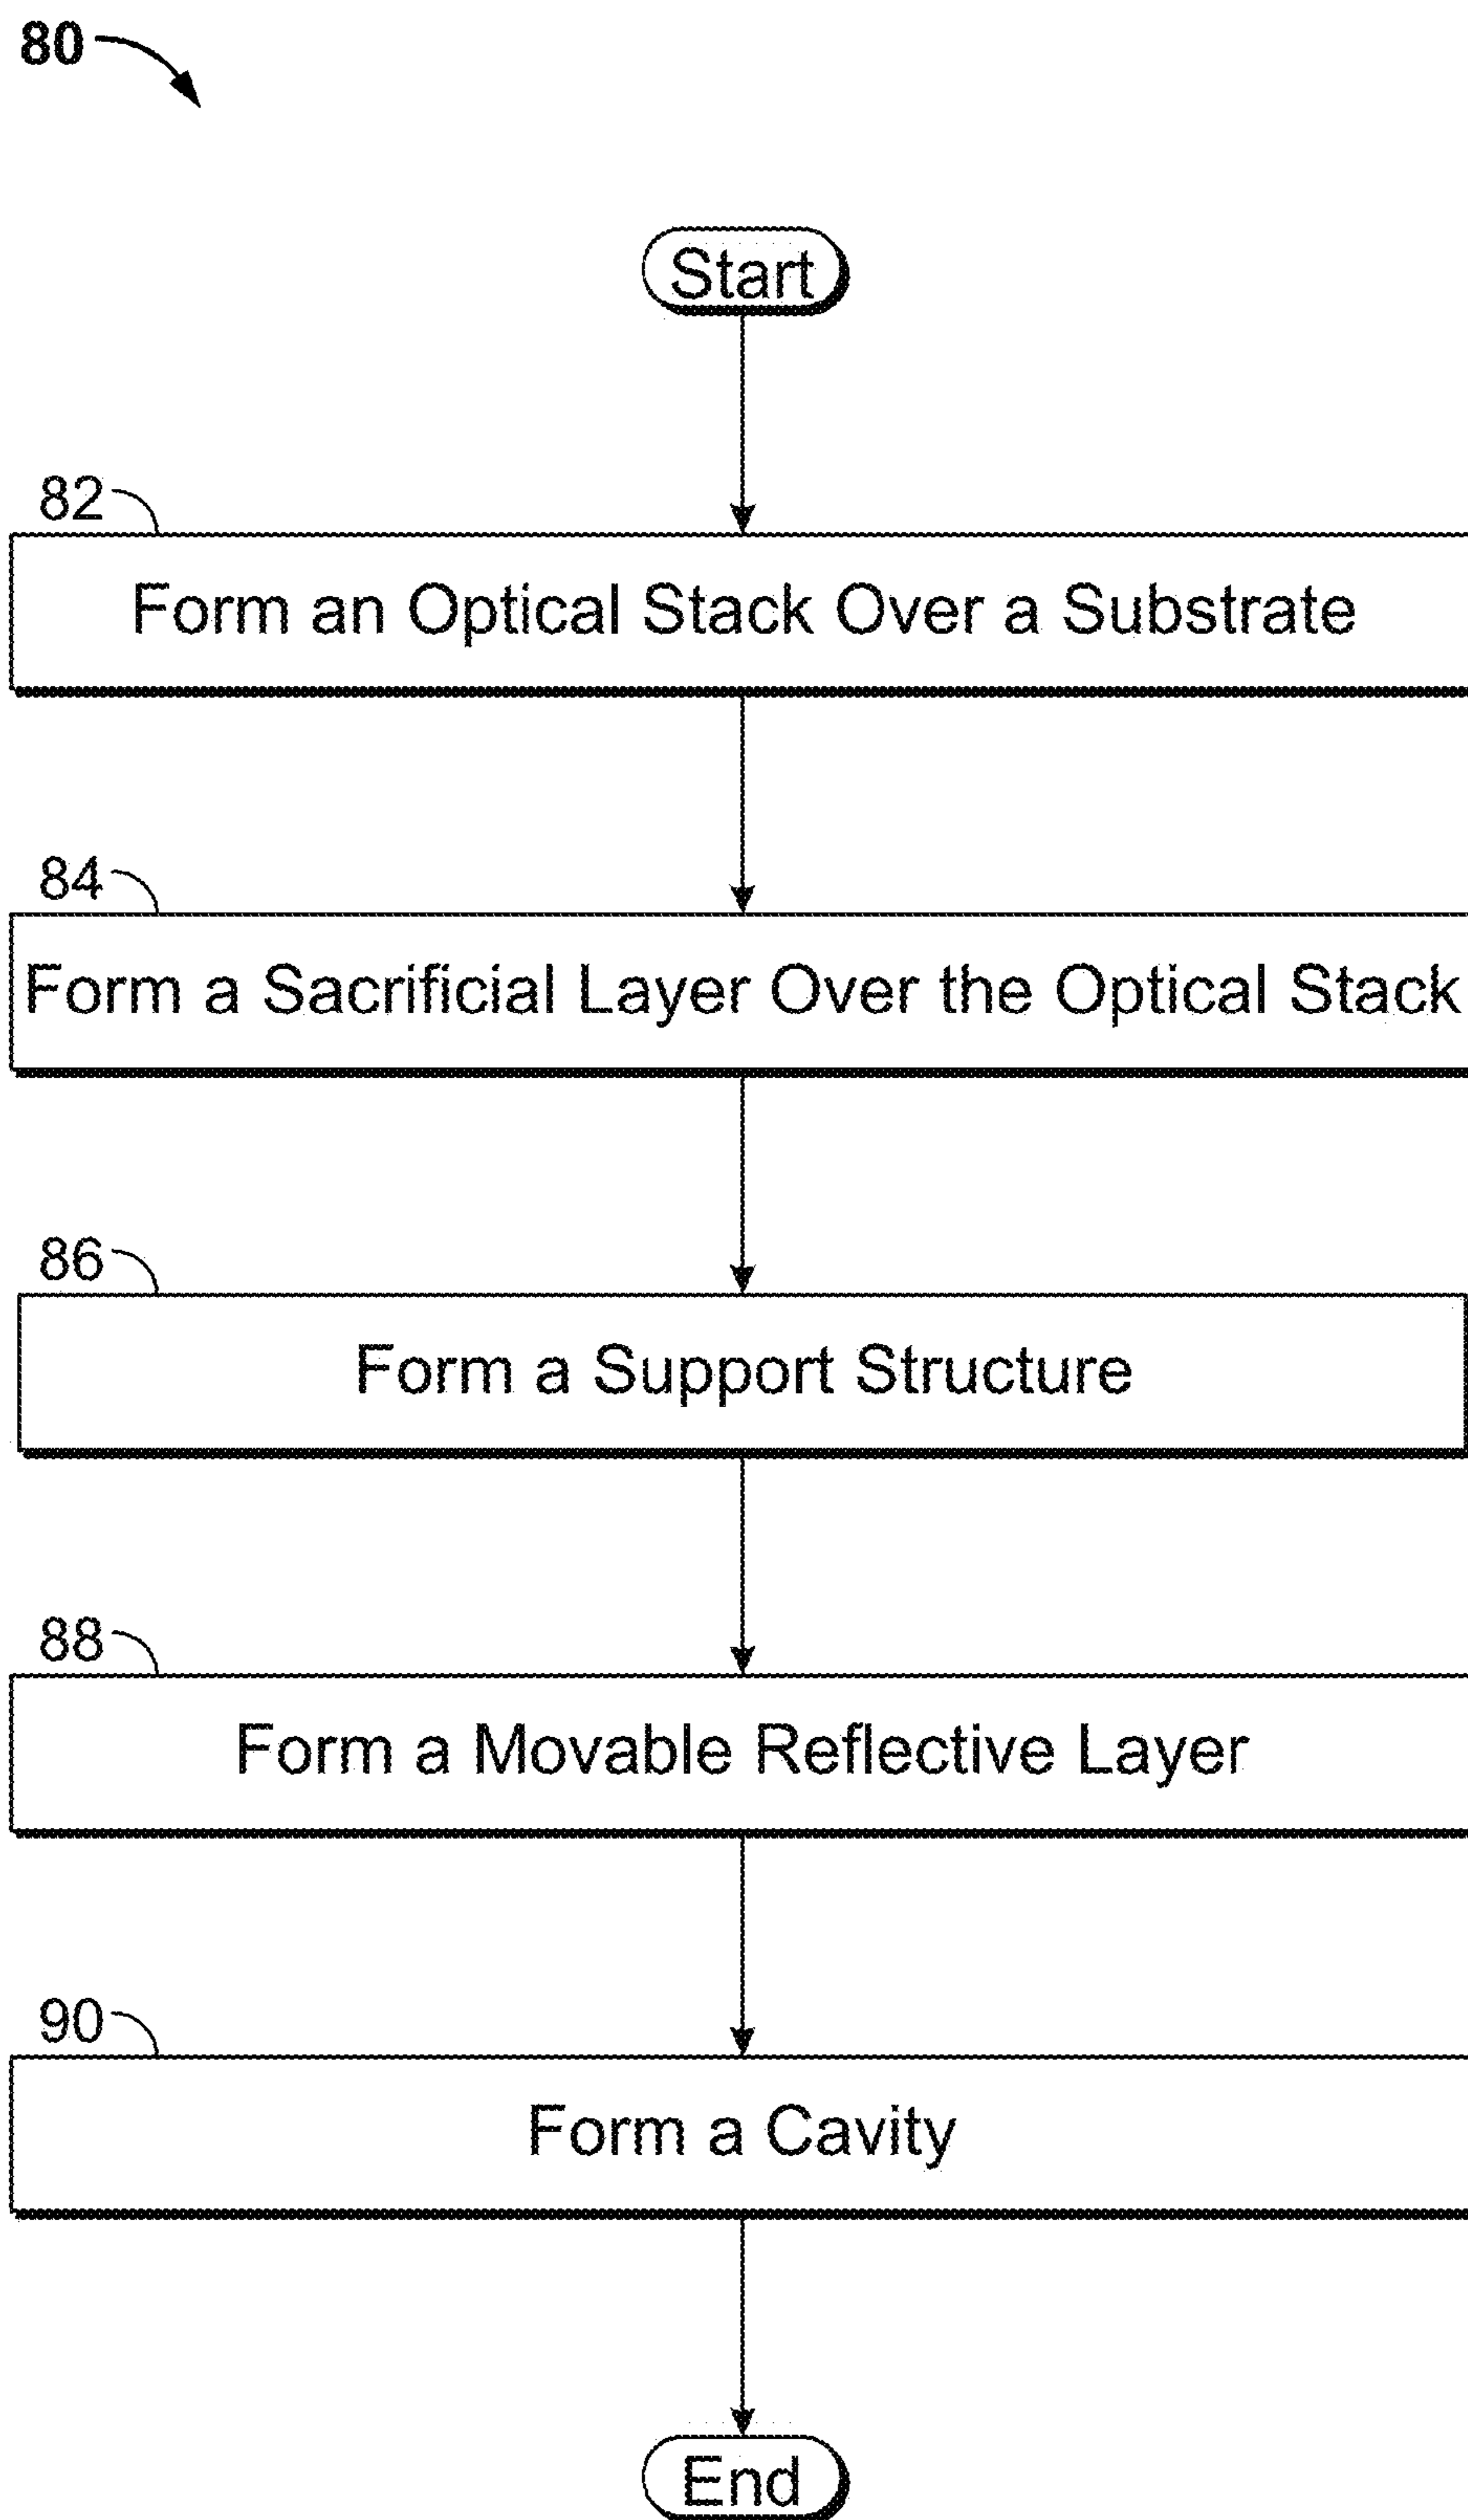 80
Start
82
Form an Optical Stack Over a Substrate
84
Form a Sacrificial Layer Over the Optical Stack
86
Form a Support Structure
88
Form a Movable Reflective Layer
90
Form a Cavity
End